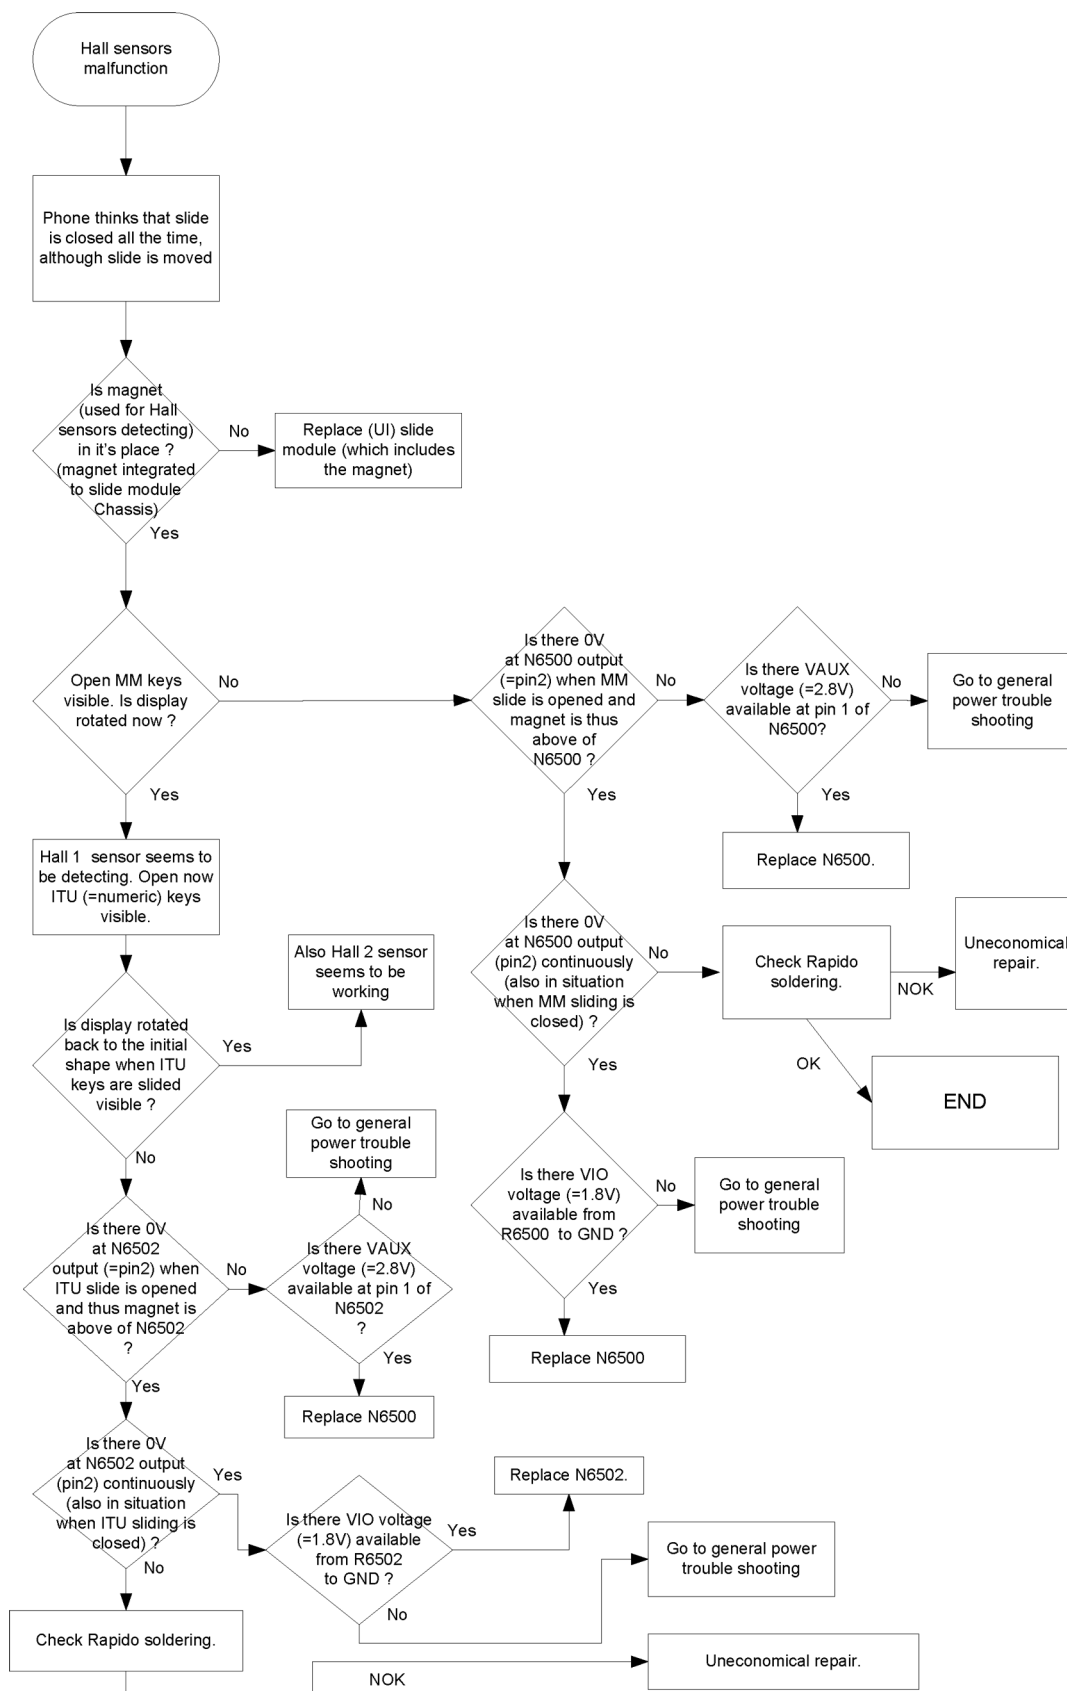 Hall sensors
malfunction
Phone thinks that slide
is closed all the time,
although slide is moved
Is magnet
(used for Hall
sensors detecting)
in it's place ?
(magnet integrated
to slide module
Chassis)
No
Replace (UI) slide
module (which includes
the magnet)
Yes
Open MM keys
visible. Is display
rotated now ?
No
Is there 0V
at N6500 output
(=pin2) when MM
slide is opened and
magnet is thus
above of
N6500 ?
No
Is there VAUX
voltage (=2.8V)
available at pin 1 of
N6500?
No
Go to general
power trouble
shooting
Yes
Yes
Yes
Replace N6500.
Hall 1 sensor seems to
be detecting. Open now
ITU (=numeric) keys
visible.
Is there 0V
at N6500 output
(pin2) continuously
(also in situation
when MM sliding is
closed) ?
No
Check Rapido
soldering.
NOK
Uneconomical
repair.
OK
END
Also Hall 2 sensor
seems to be
working
Is display rotated
back to the initial
shape when ITU
keys are slided
visible ?
Yes
Yes
No
Go to general
power trouble
shooting
Is there VIO
voltage (=1.8V)
available from
R6500 to GND ?
No
Go to general
power trouble
shooting
Yes
Replace N6500
Is there 0V
at N6502
output (=pin2) when
ITU slide is opened
and thus magnet is
above of N6502
?
No
No
Is there VAUX
voltage (=2.8V)
available at pin 1 of
N6502
?
Yes
Replace N6500
Yes
Is there 0V
at N6502 output
(pin2) continuously
(also in situation
when ITU sliding is
closed) ?
Yes
Is there VIO voltage
(=1.8V) available
from R6502
to GND ?
Yes
Replace N6502.
No
Go to general power
trouble shooting
No
Check Rapido soldering.
NOK
Uneconomical repair.